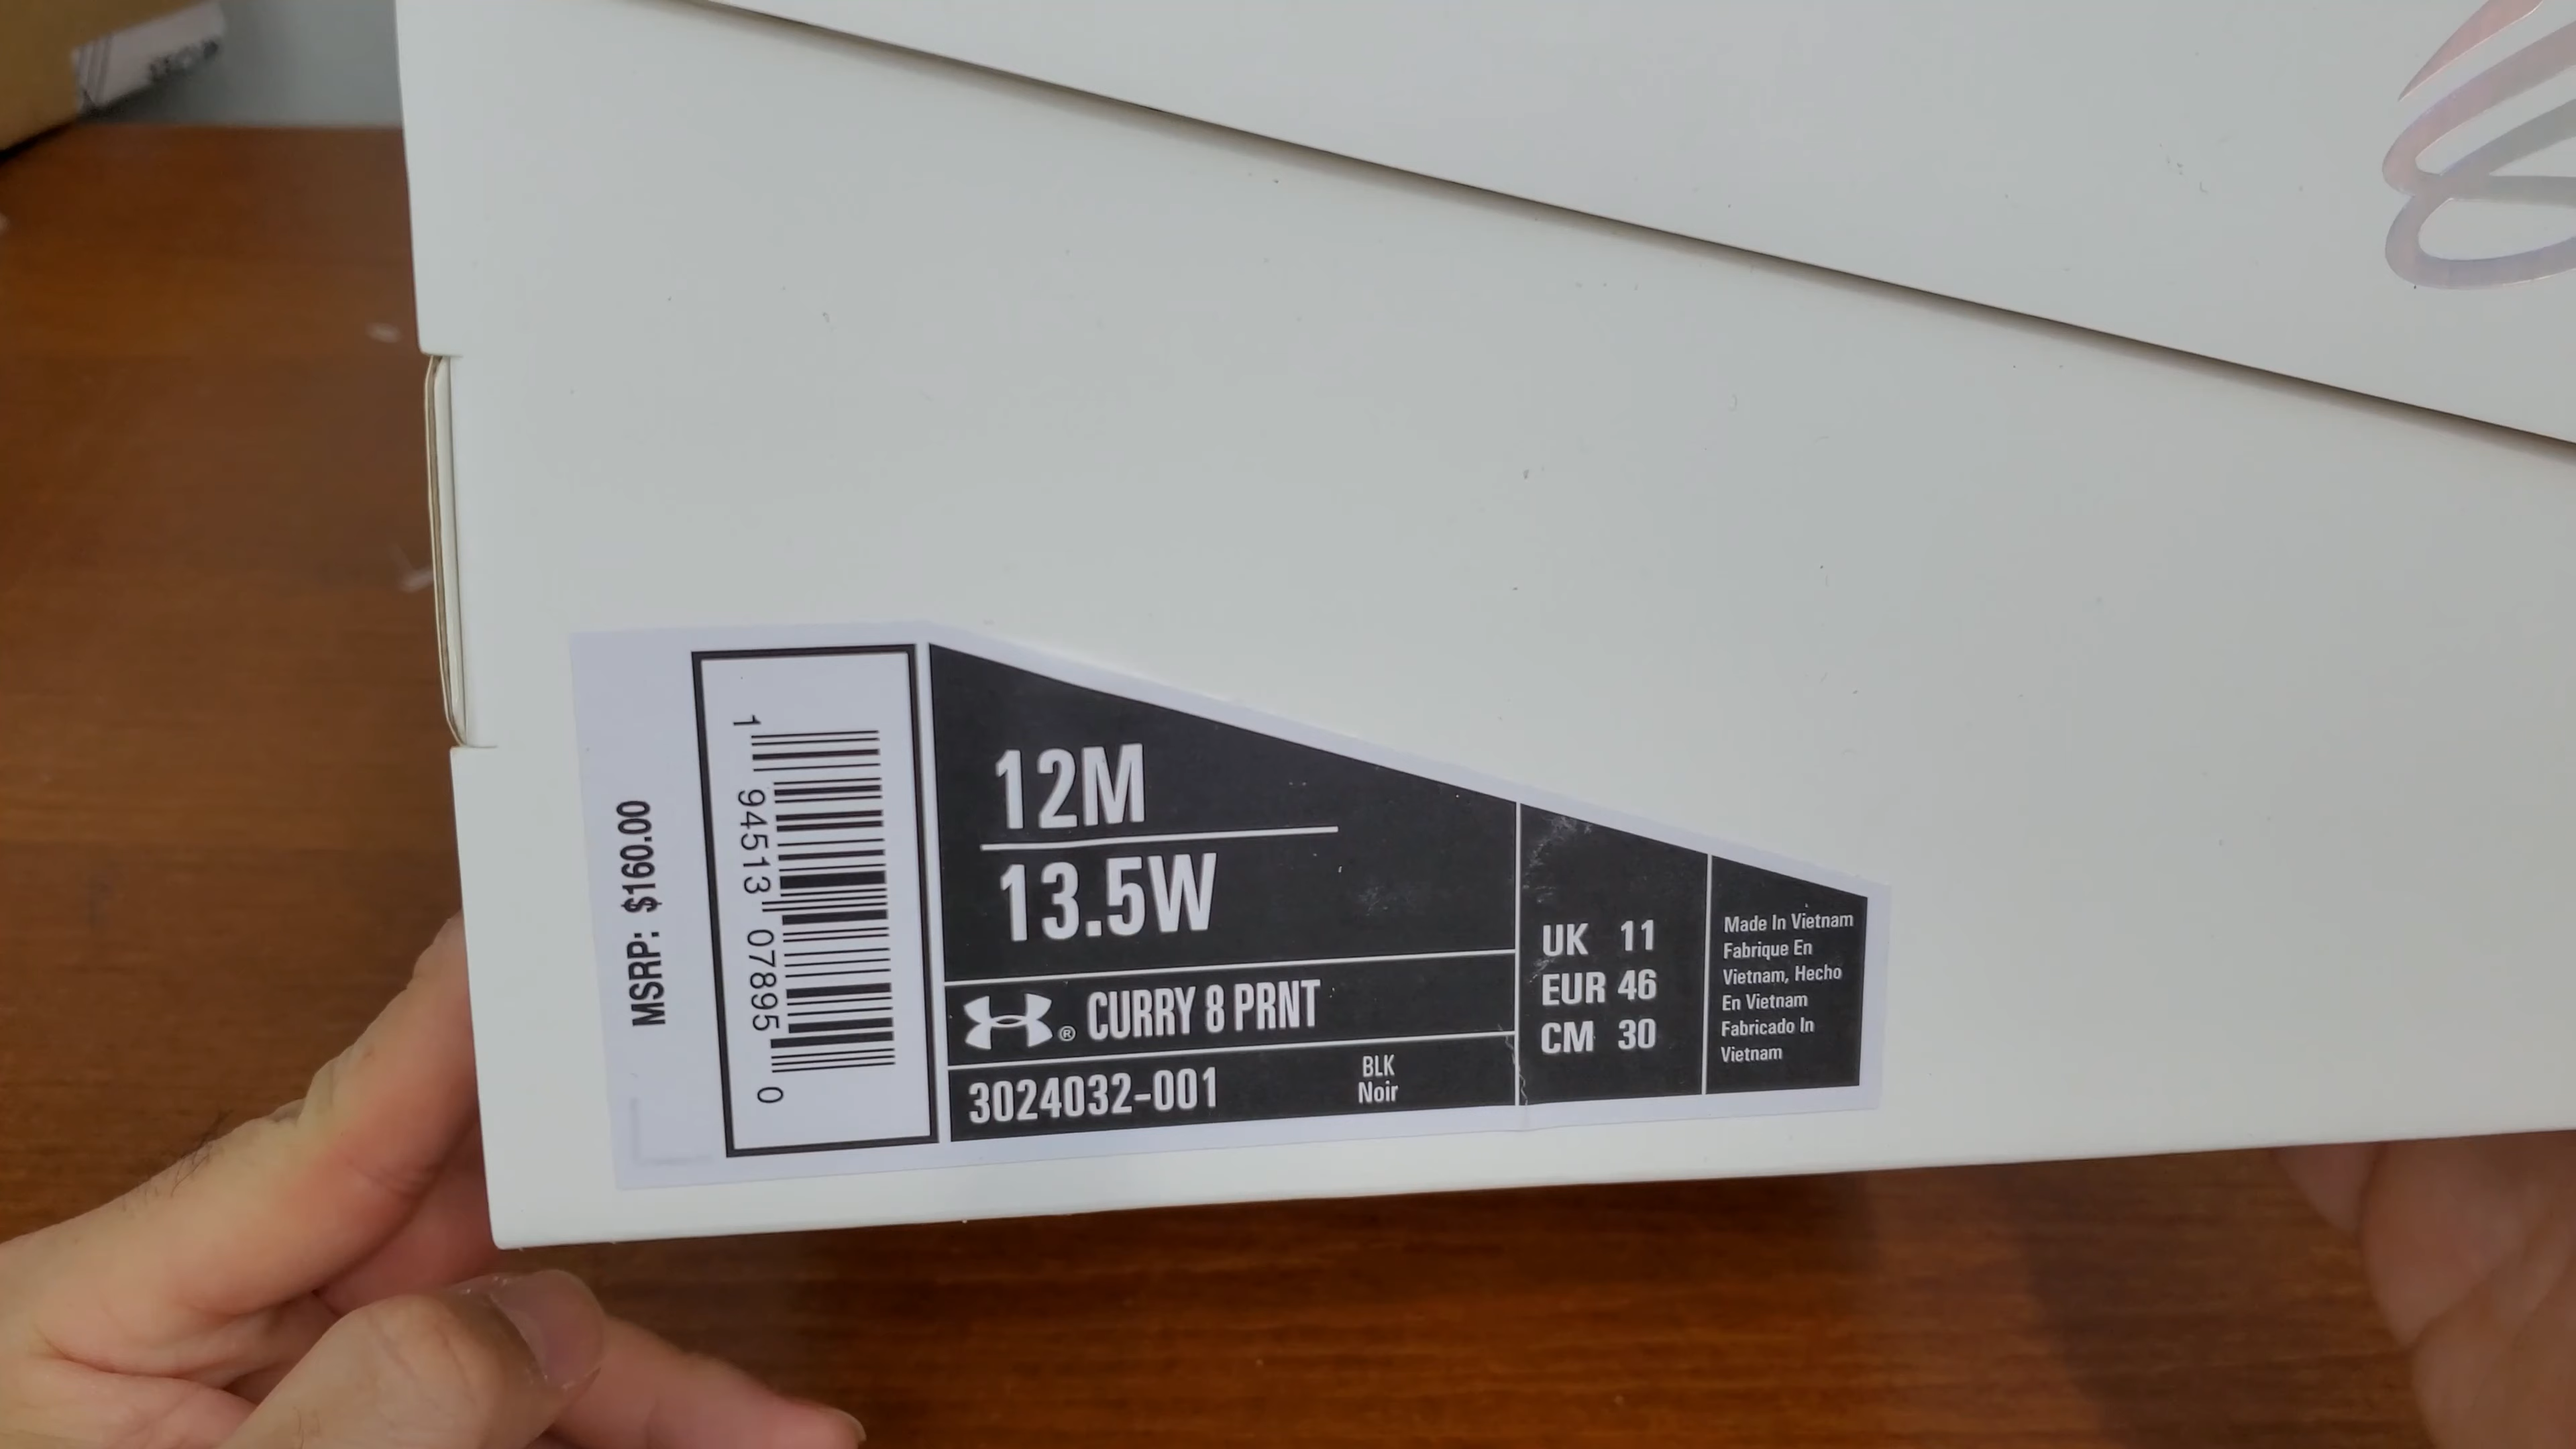 MSRP: $160.00
1 94513 07895 0
12M
13.5W
® CURRY 8 PRNT
3024032-001
BLK
Noir
UK 11
EUR 46
CM 30
Made In Vietnam
Fabrique En
Vietnam, Hecho
En Vietnam
Fabricado In
Vietnam